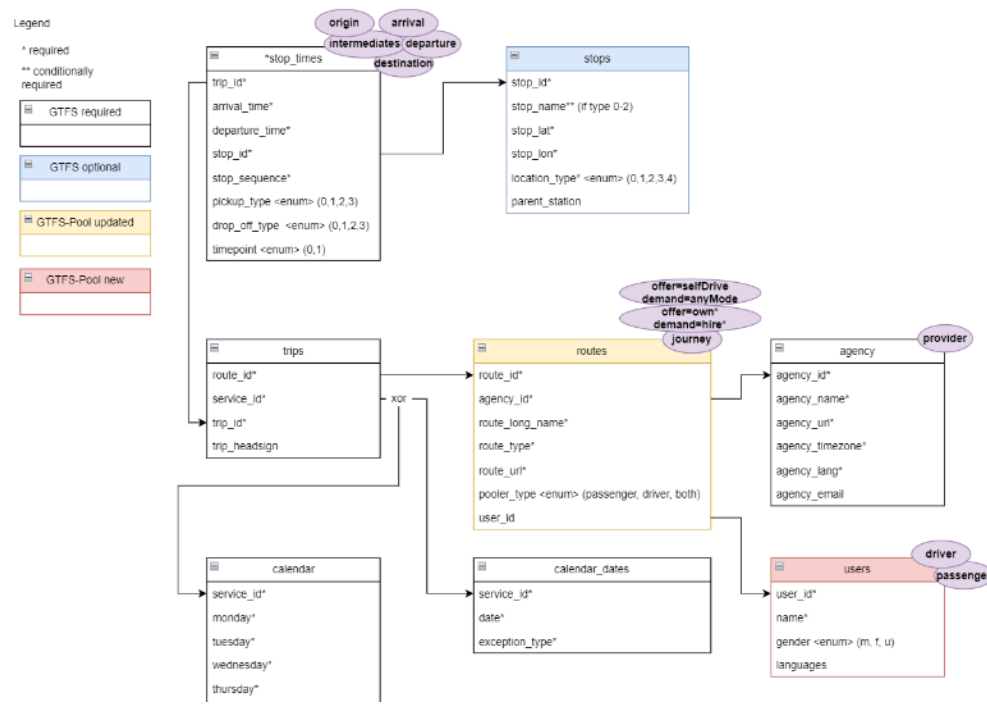 Legend
* required
** conditionally
required
GTFS required
GTFS optional
GTFS-Pool updated
GTFS-Pool new
origin
arrival
intermediates
departure
destination
*stop_times
trip_id*
arrival_time*
departure_time*
stop_id*
stop_sequence*
pickup_type <enum> (0,1,2,3)
drop_off_type <enum> (0,1,2,3)
timepoint <enum> (0,1)
stops
stop_id*
stop_name** (if type 0-2)
stop_lat*
stop_lon*
location_type* <enum> (0,1,2,3,4)
parent_station
trips
route_id*
service_id*
trip_id*
trip_headsign
xor
offer=selfDrive
demand=anyMode
offer=own*
demand=hire*
journey
routes
route_id*
agency_id*
route_long_name*
route_type*
route_url*
pooler_type <enum> (passenger, driver, both)
user_id
provider
agency
agency_id*
agency_name*
agency_url*
agency_timezone*
agency_lang*
agency_email
calendar
service_id*
monday*
tuesday*
wednesday*
thursday*
calendar_dates
service_id*
date*
exception_type*
driver
passenge
users
user_id*
name*
gender <enum> (m, f, u)
languages